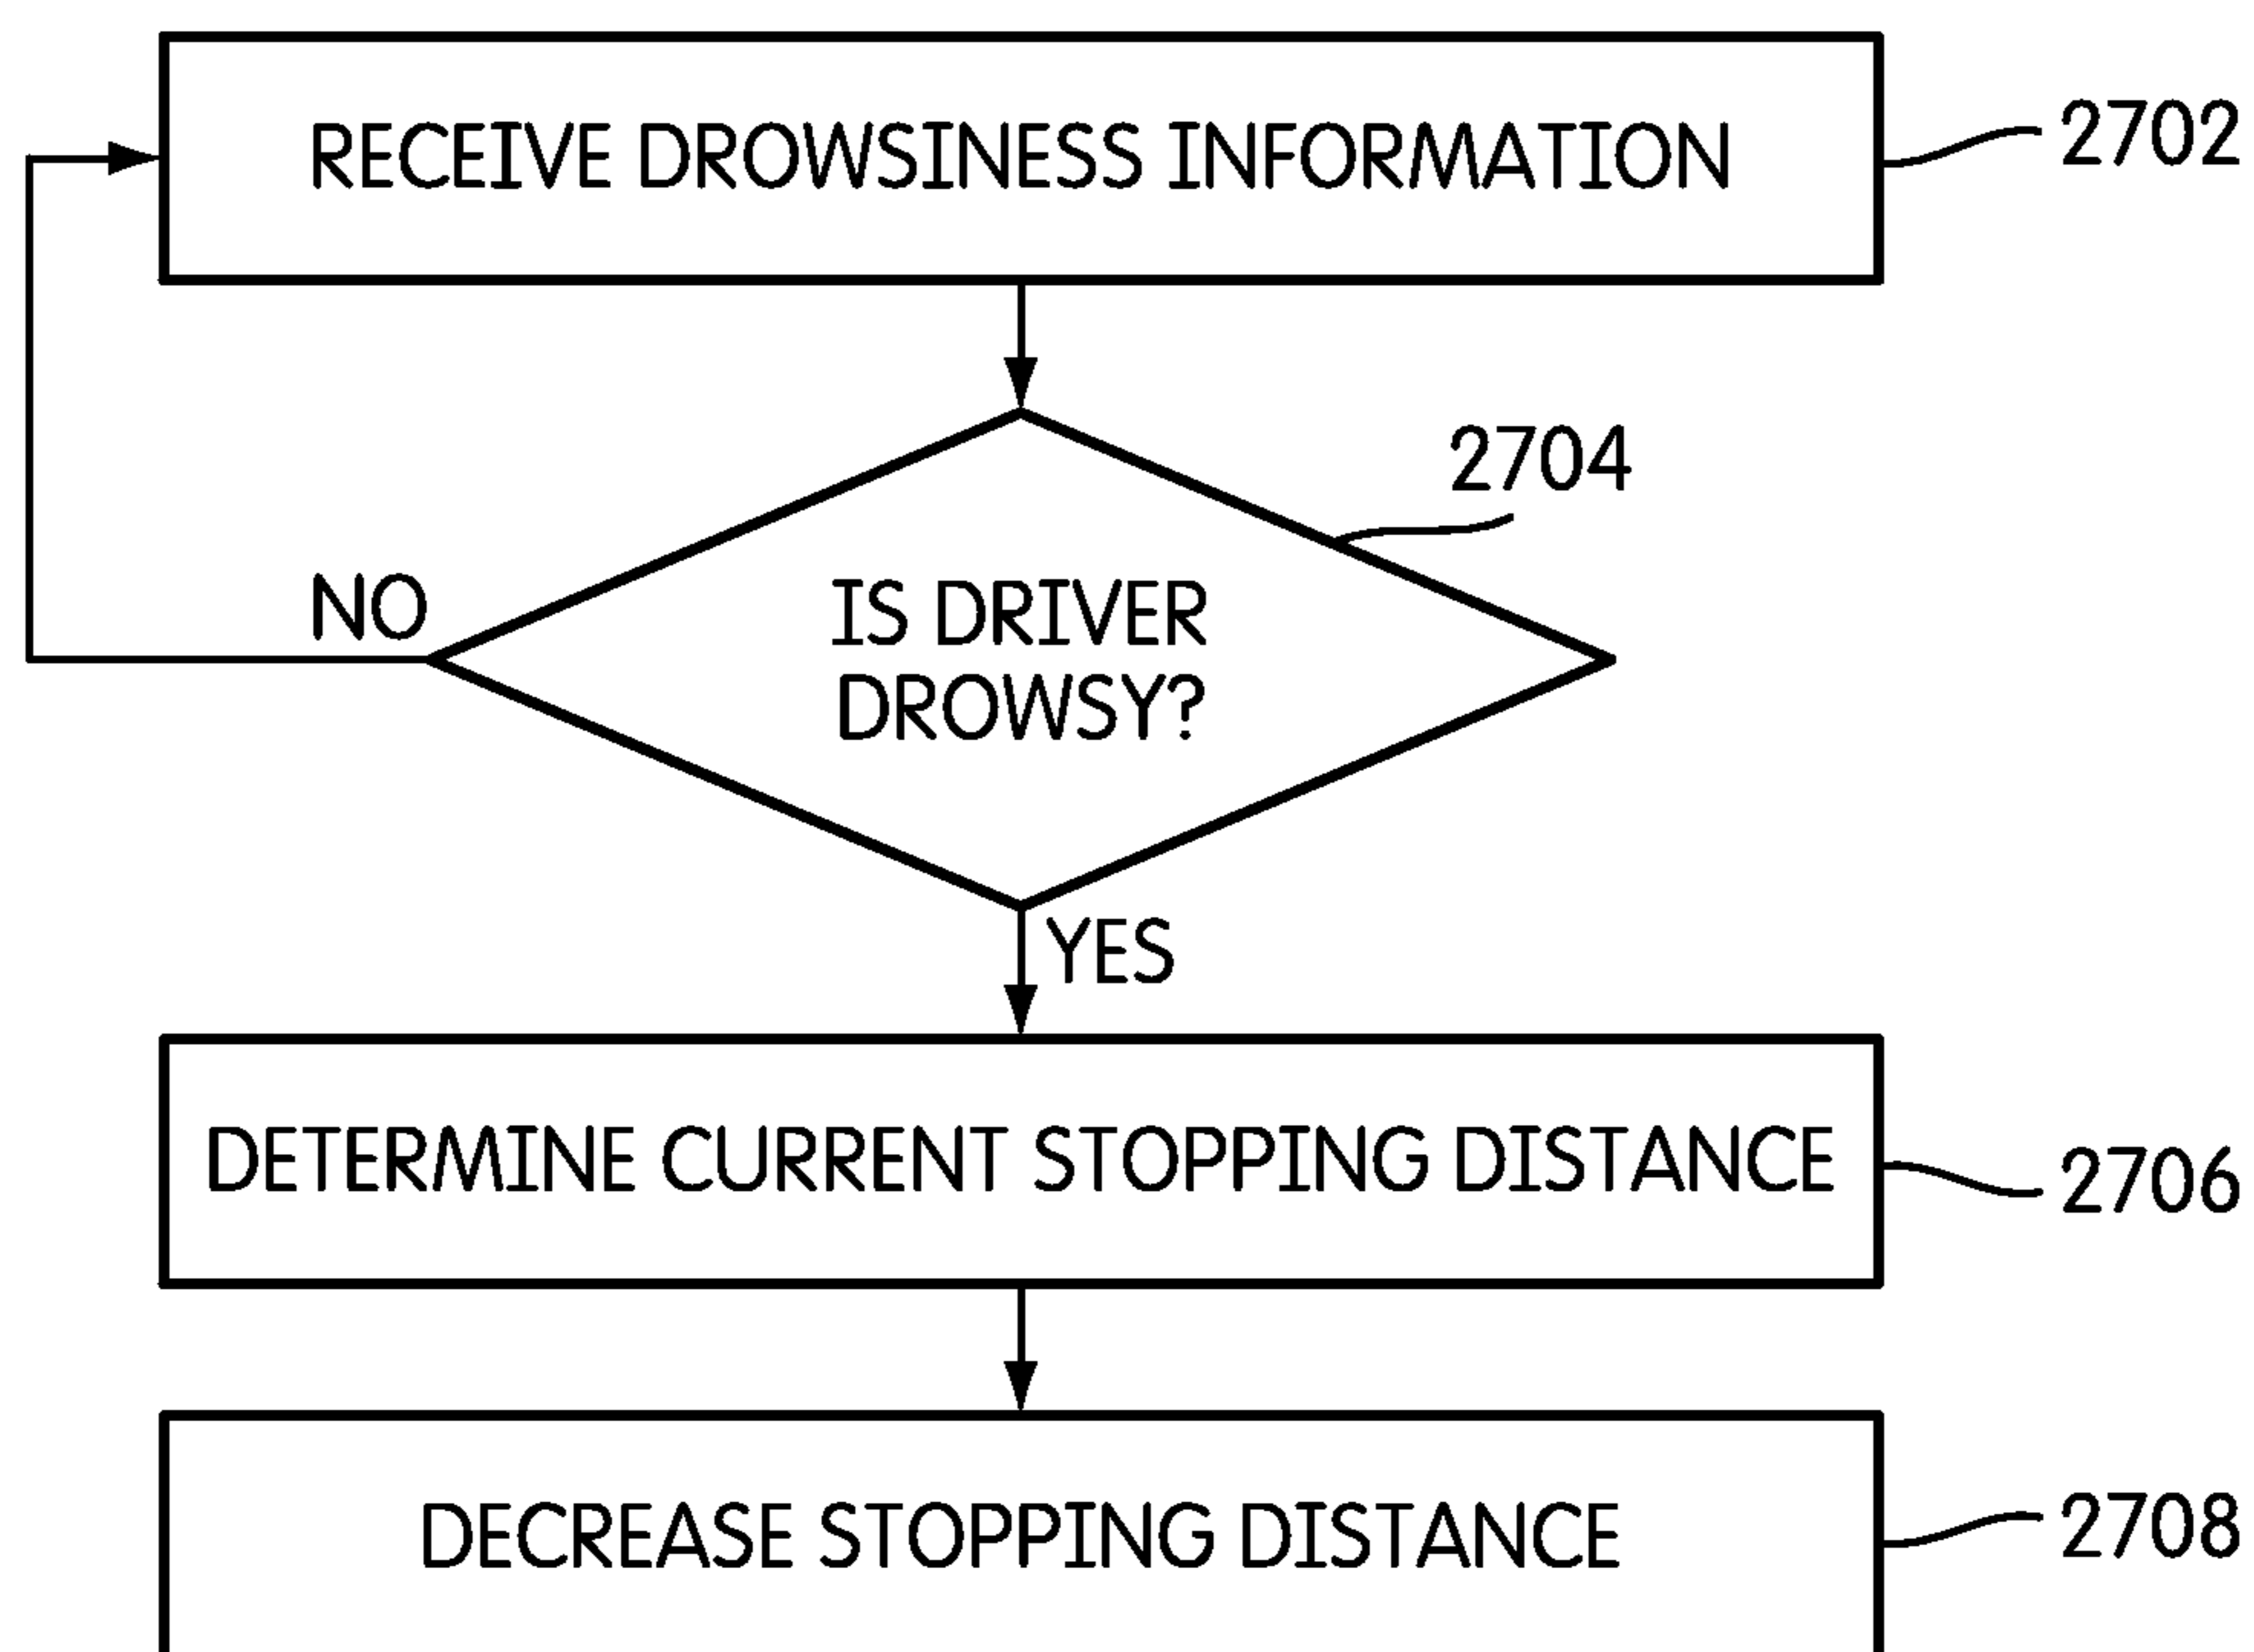 RECEIVE DROWSINESS INFORMATION
2702
2704
NO
IS DRIVER
DROWSY?
YES
DETERMINE CURRENT STOPPING DISTANCE
2706
DECREASE STOPPING DISTANCE
2708